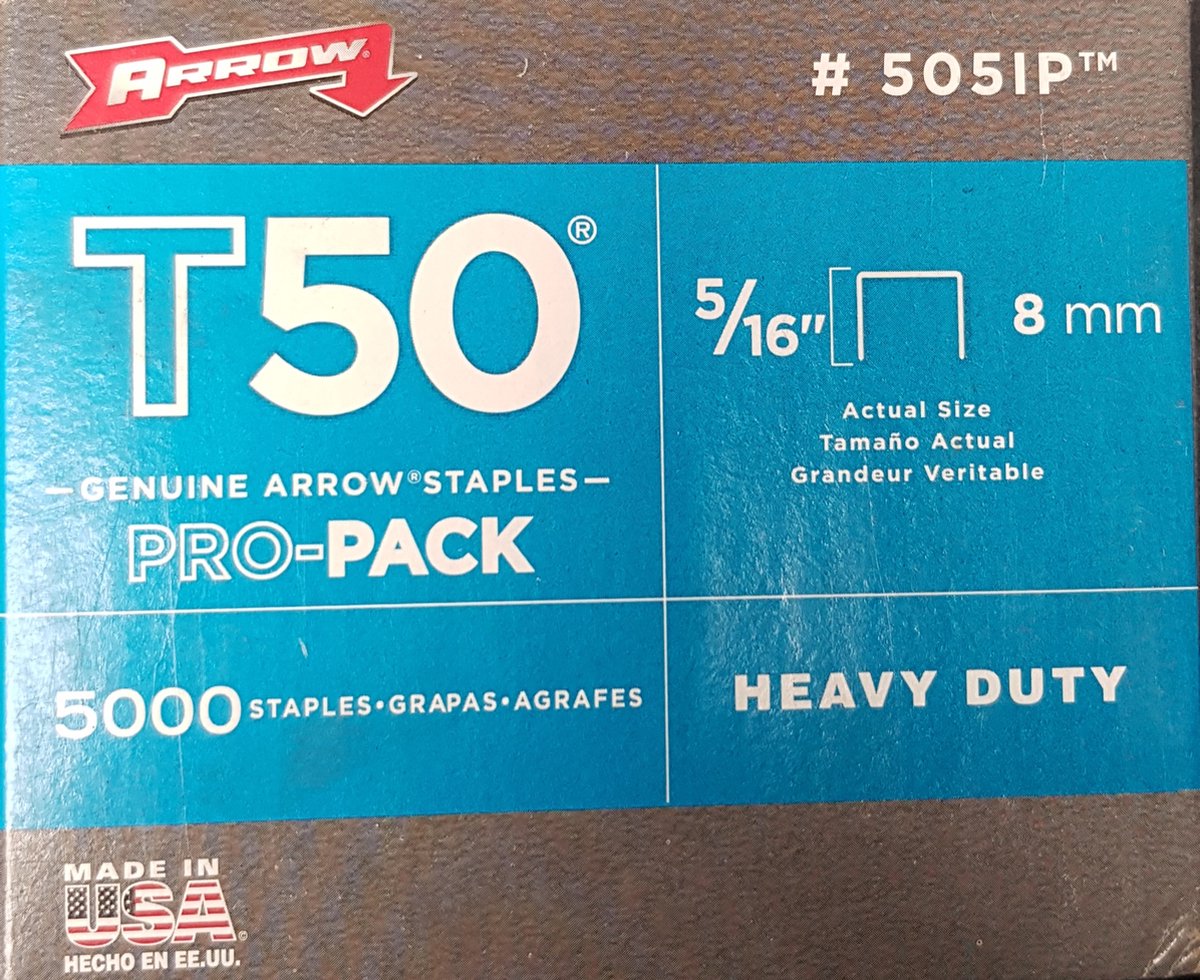 ARROW®
# 505IP™
T50®
—GENUINE ARROW® STAPLES—
PRO-PACK
5/16"
8 mm
Actual Size
Tamaño Actual
Grandeur Veritable
5000 STAPLES•GRAPAS•AGRAFES
HEAVY DUTY
MADE IN
USA©
HECHO EN EE.UU.